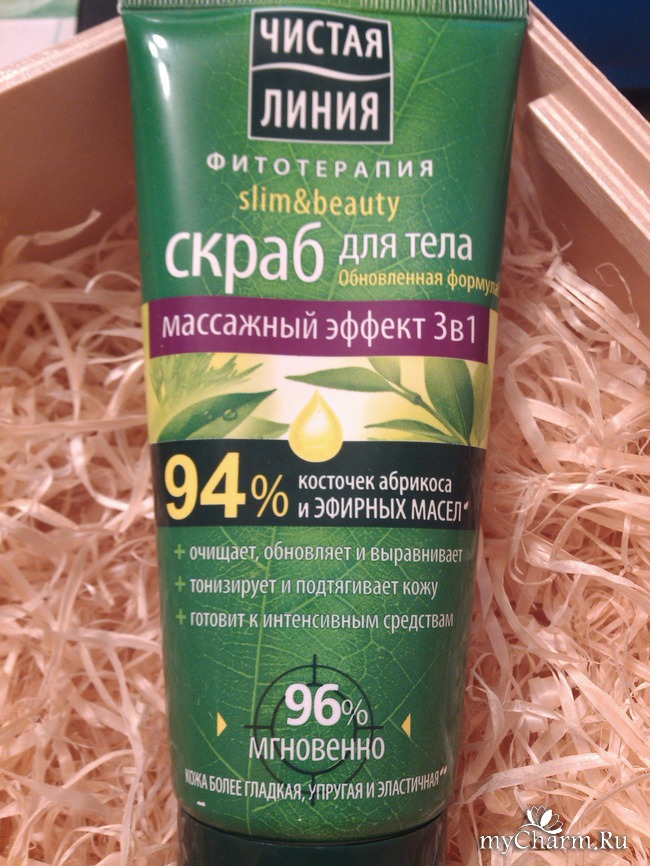 ЧИСТАЯ
ЛИНИЯ
ФИТОТЕРАПИЯ
slim&beauty
скраб для тела
Обновленная формула!
массажный эффект 3в1
94% косточек абрикоса
и ЭФИРНЫХ МАСЕЛ*
+ очищает, обновляет и выравнивает
+ тонизирует и подтягивает кожу
+ готовит к интенсивным средствам
96%
МГНОВЕННО
КОЖА БОЛЕЕ ГЛАДКАЯ, УПРУГАЯ И ЭЛАСТИЧНАЯ**
myCharm.Ru